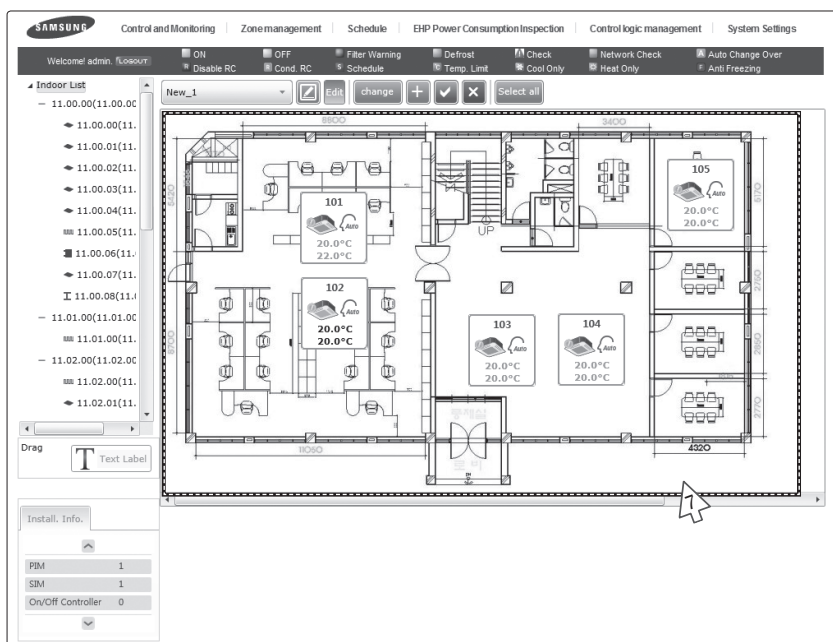 SAMSUNG
Control and Monitoring
Zone management
Schedule
EHP Power Consumption Inspection
Control logic management
System Settings
Welcome! admin.
LOGOUT
ON
OFF
Filter Warning
Defrost
Check
Network Check
Auto Change Over
Disable RC
Cond. RC
Schedule
Temp. Limit
Cool Only
Heat Only
Anti Freezing
Indoor List
11.00.00(11.00.00
11.00.00(11.
11.00.01(11.
11.00.02(11.
11.00.03(11.
11.00.04(11.
11.00.05(11.
11.00.06(11.
11.00.07(11.
11.00.08(11.
11.01.00(11.01.00
11.01.00(11.
11.02.00(11.02.00
11.02.00(11.
11.02.01(11.
New_1
Edit
change
Select all
3400
5170
101
Auto
20.0°C
22.0°C
102
Auto
20.0°C
20.0°C
103
Auto
20.0°C
20.0°C
104
Auto
20.0°C
20.0°C
105
Auto
20.0°C
20.0°C
UP
2770
4320
7
Drag
T Text Label
Install. Info.
PIM 1
SIM 1
On/Off Controller 0